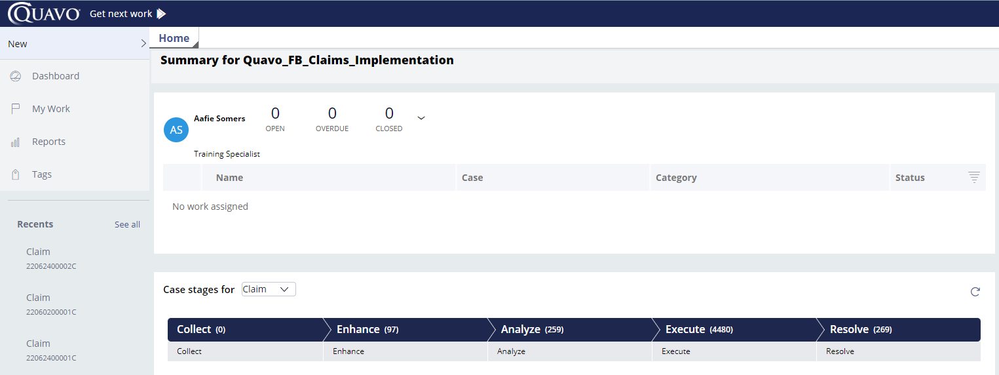 QUAVO Get next work
New
Home
Summary for Quavo_FB_Claims_Implementation
Dashboard
My Work
Reports
Tags
Recents See all
Claim
22062400002C
Claim
22060200001C
Claim
22062400001C
AS
Aafie Somers
0 0 0
OPEN OVERDUE CLOSED
Training Specialist
Name Case Category Status
No work assigned
Case stages for Claim
Collect (0) Enhance (97) Analyze (259) Execute (4480) Resolve (269)
Collect Enhance Analyze Execute Resolve